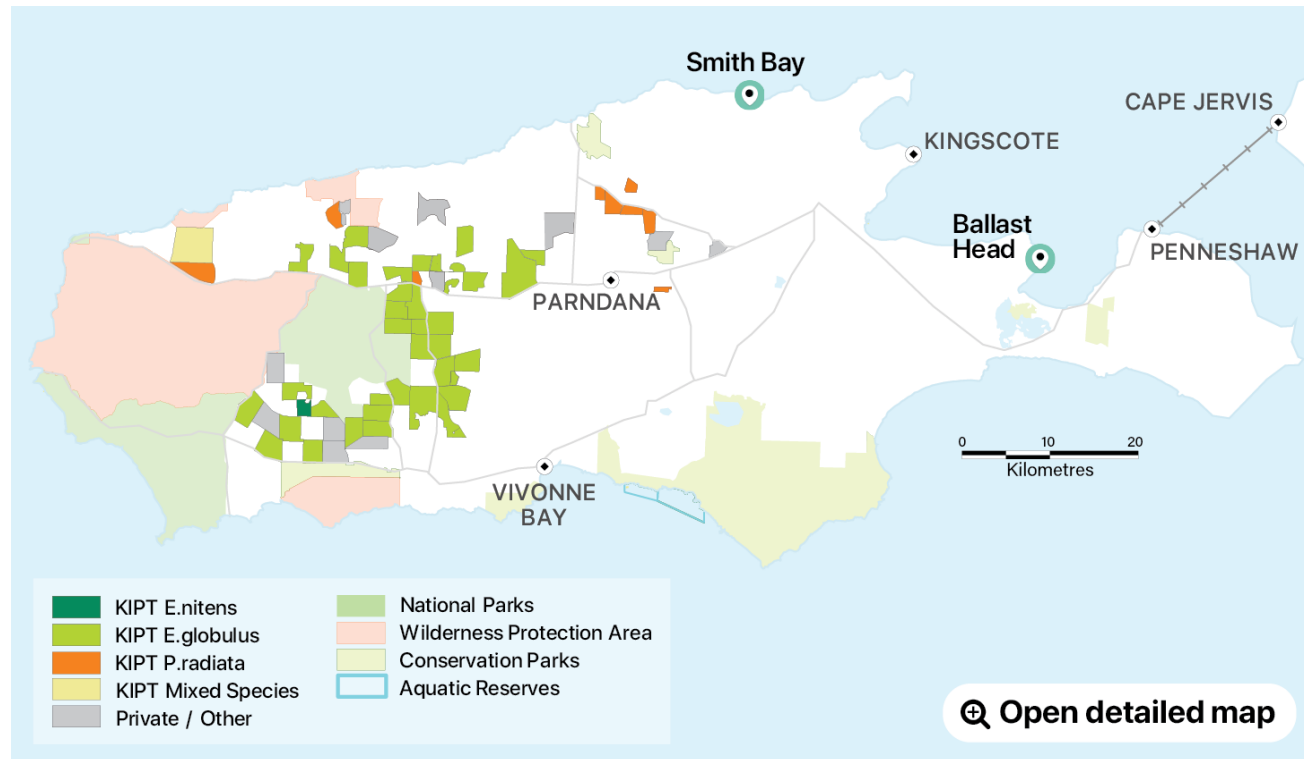 Smith Bay
CAPE JERVIS
KINGSCOTE
Ballast
Head
PENNESHAW
PARNDANA
VIVONNE
BAY
0 10 20
Kilometres
KIPT E.nitens
KIPT E.globulus
KIPT P.radiata
KIPT Mixed Species
Private / Other
National Parks
Wilderness Protection Area
Conservation Parks
Aquatic Reserves
Open detailed map